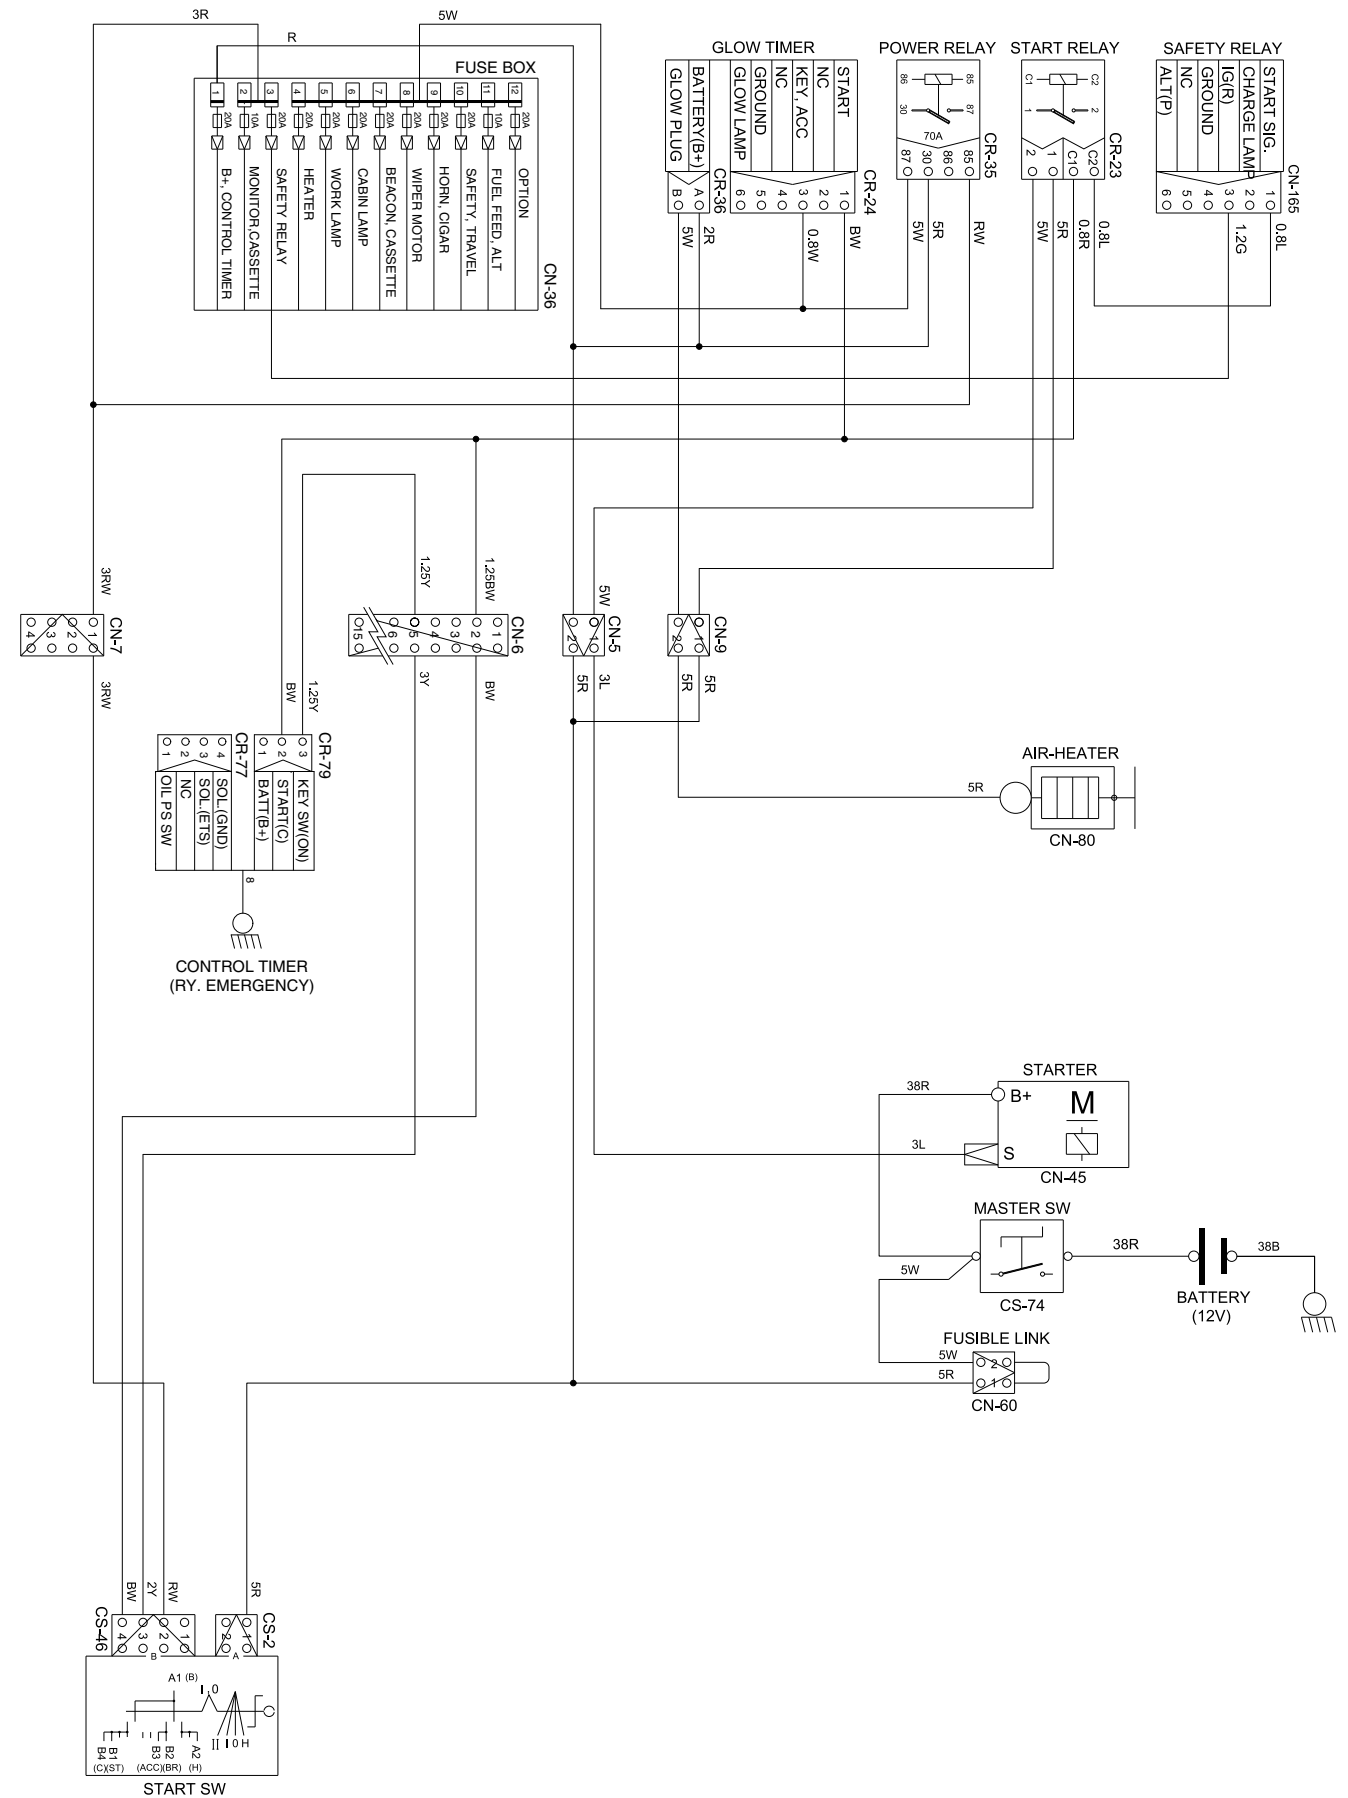 3R
5W
R
FUSE BOX
1
2
3
4
5
6
7
8
9
10
11
12
20A
10A
20A
20A
20A
20A
20A
20A
20A
20A
10A
20A
B+, CONTROL TIMER
MONITOR,CASSETTE
SAFETY RELAY
HEATER
WORK LAMP
CABIN LAMP
BEACON, CASSETTE
WIPER MOTOR
HORN, CIGAR
SAFETY, TRAVEL
FUEL FEED, ALT
OPTION
CN-36
GLOW TIMER
GLOW PLUG
BATTERY(B+)
B
A
CR-36
5W
2R
GLOW LAMP
GROUND
NC
KEY, ACC
NC
START
6
5
4
3
2
1
CR-24
0.8W
BW
POWER RELAY
86
85
30
87
70A
87
30
86
85
CR-35
5W
5R
RW
START RELAY
C1
C2
1
2
2
1
C1
C2
CR-23
5W
5R
0.8R
0.8L
SAFETY RELAY
ALT(P)
NC
GROUND
IG(R)
CHARGE LAMP
START SIG.
6
5
4
3
2
1
CN-165
1.2G
0.8L
3RW
4
3
2
1
CN-7
3RW
1.25Y
1.25BW
15
6
5
4
3
2
1
CN-6
3Y
BW
5W
2
1
CN-5
5R
3L
2
1
CN-9
5R
5R
BW
1.25Y
1
2
3
4
CR-77
1
2
3
CR-79
OIL PS SW
NC
SOL.(ETS)
SOL.(GND)
BATT(B+)
START(C)
KEY SW(ON)
8
CONTROL TIMER
(RY. EMERGENCY)
AIR-HEATER
5R
CN-80
STARTER
38R
B+
M
3L
S
CN-45
MASTER SW
38R
38B
5W
CS-74
BATTERY
(12V)
FUSIBLE LINK
5W
2
5R
1
CN-60
BW
2Y
RW
5R
CS-46
4
3
2
1
B
2
1
A
CS-2
A1 (B)
I
0
II I 0 H
B4
B1
B3
B2
A2
(C)(ST)
(ACC)(BR)
(H)
START SW